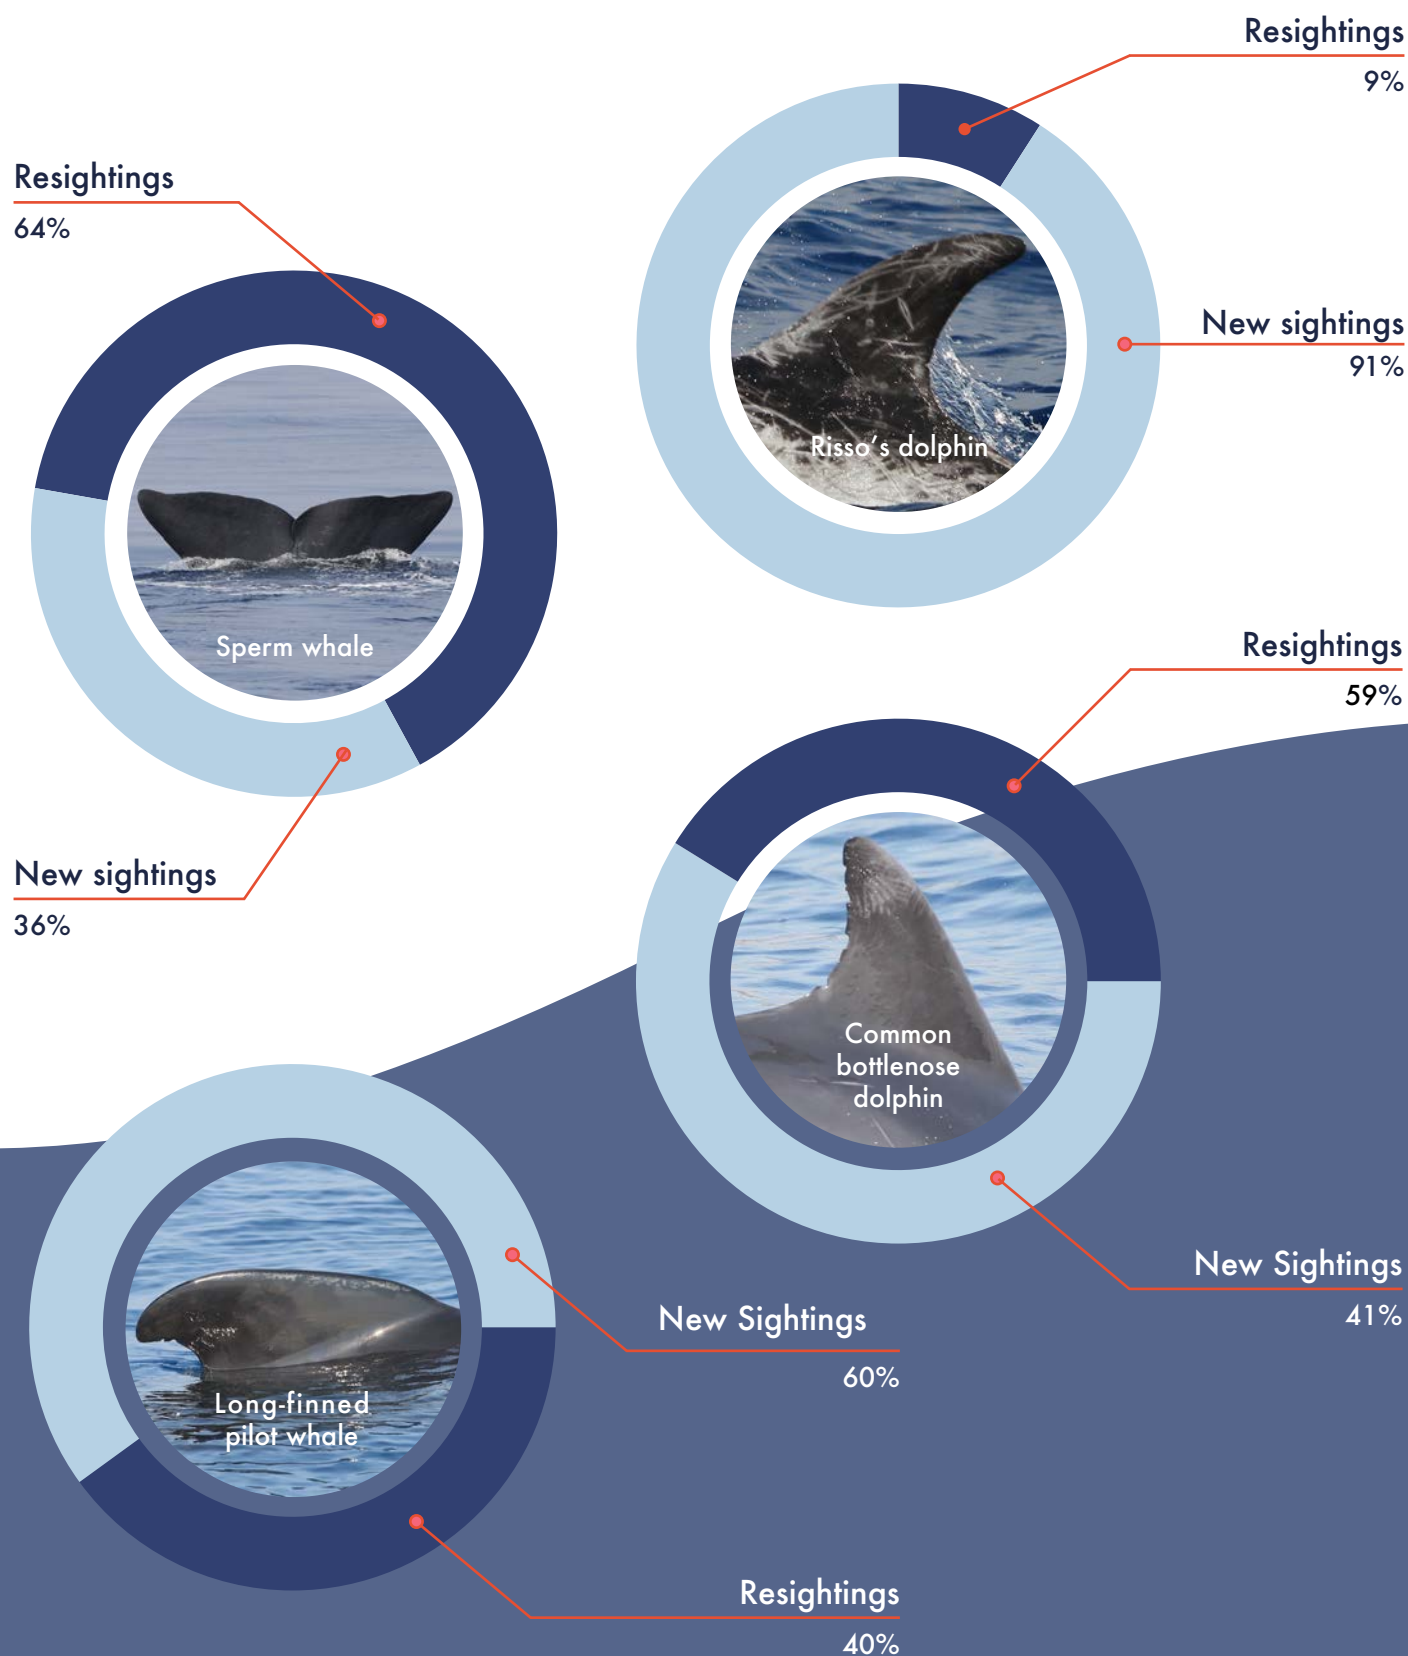 Resightings
9%
Resightings
64%
New sightings
91%
Risso's dolphin
Sperm whale
Resightings
59%
New sightings
36%
Common
bottlenose
dolphin
New Sightings
41%
New Sightings
60%
Long-finned
pilot whale
Resightings
40%